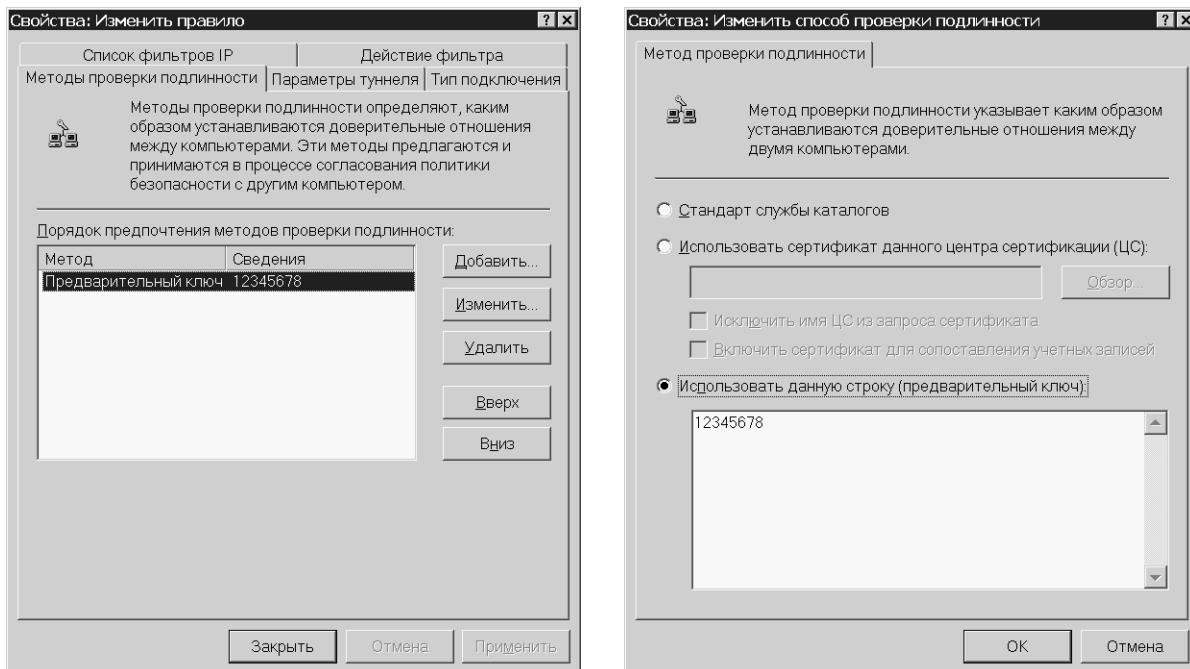 Свойства: Изменить правило
Список фильтров IP
Действие фильтра
Методы проверки подлинности
Параметры туннеля
Тип подключения
Методы проверки подлинности определяют, каким
образом устанавливаются доверительные отношения
между компьютерами. Эти методы предлагаются и
принимаются в процессе согласования политики
безопасности с другим компьютером.
Порядок предпочтения методов проверки подлинности:
Метод
Сведения
Предварительный ключ
12345678
Добавить...
Изменить...
Удалить
Вверх
Вниз
Закрыть
Отмена
Применить
Свойства: Изменить способ проверки подлинности
Метод проверки подлинности
Метод проверки подлинности указывает каким образом
устанавливаются доверительные отношения между
двумя компьютерами.
Стандарт службы каталогов
Использовать сертификат данного центра сертификации (ЦС):
Обзор...
Исключить имя ЦС из запроса сертификата
Включить сертификат для сопоставления учетных записей
Использовать данную строку (предварительный ключ):
12345678
OK
Отмена